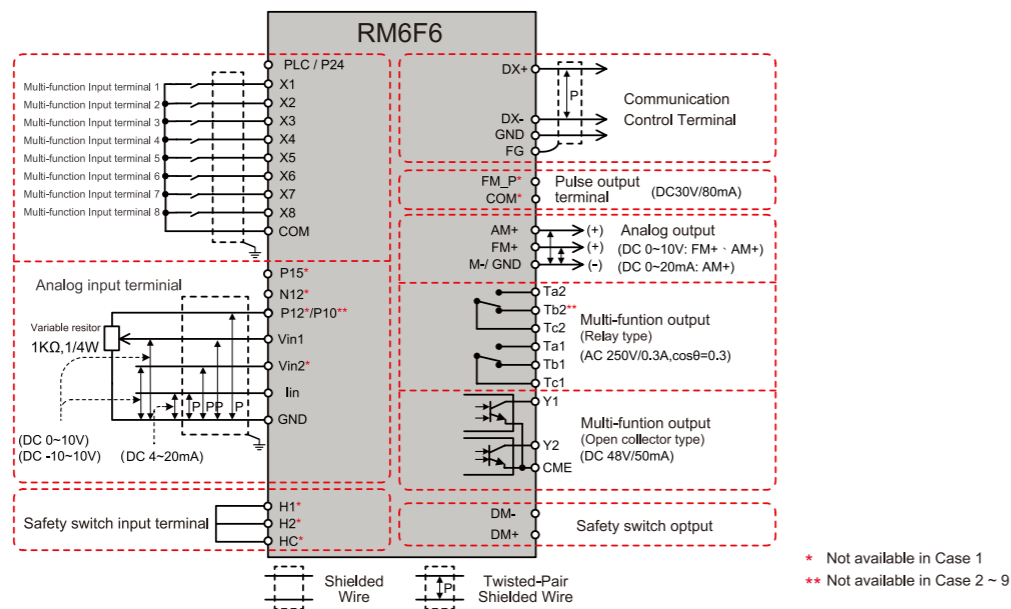 RM6F6
PLC / P24
Multi-function Input terminal 1
X1
Multi-function Input terminal 2
X2
Multi-function Input terminal 3
X3
Multi-function Input terminal 4
X4
Multi-function Input terminal 5
X5
Multi-function Input terminal 6
X6
Multi-function Input terminal 7
X7
Multi-function Input terminal 8
X8
COM
Analog input terminial
P15*
N12*
P12*/P10**
Variable resitor
1KΩ,1/4W
Vin1
Vin2*
Iin
P PP P
GND
(DC 0~10V)
(DC -10~10V)
(DC 4~20mA)
Safety switch input terminal
H1*
H2*
HC*
DX+
P
DX-
GND
FG
Communication
Control Terminal
FM_P*
COM*
Pulse output
terminal
(DC30V/80mA)
AM+
(+)
FM+
(+)
M-/ GND
(-)
Analog output
(DC 0~10V: FM+、AM+)
(DC 0~20mA: AM+)
Ta2
Tb2**
Tc2
Ta1
Tb1
Tc1
Multi-funtion output
(Relay type)
(AC 250V/0.3A,cosθ=0.3)
Y1
Y2
CME
Multi-funtion output
(Open collector type)
(DC 48V/50mA)
DM-
DM+
Safety switch optput
Shielded
Wire
P
Twisted-Pair
Shielded Wire
* Not available in Case 1
** Not available in Case 2 ~ 9